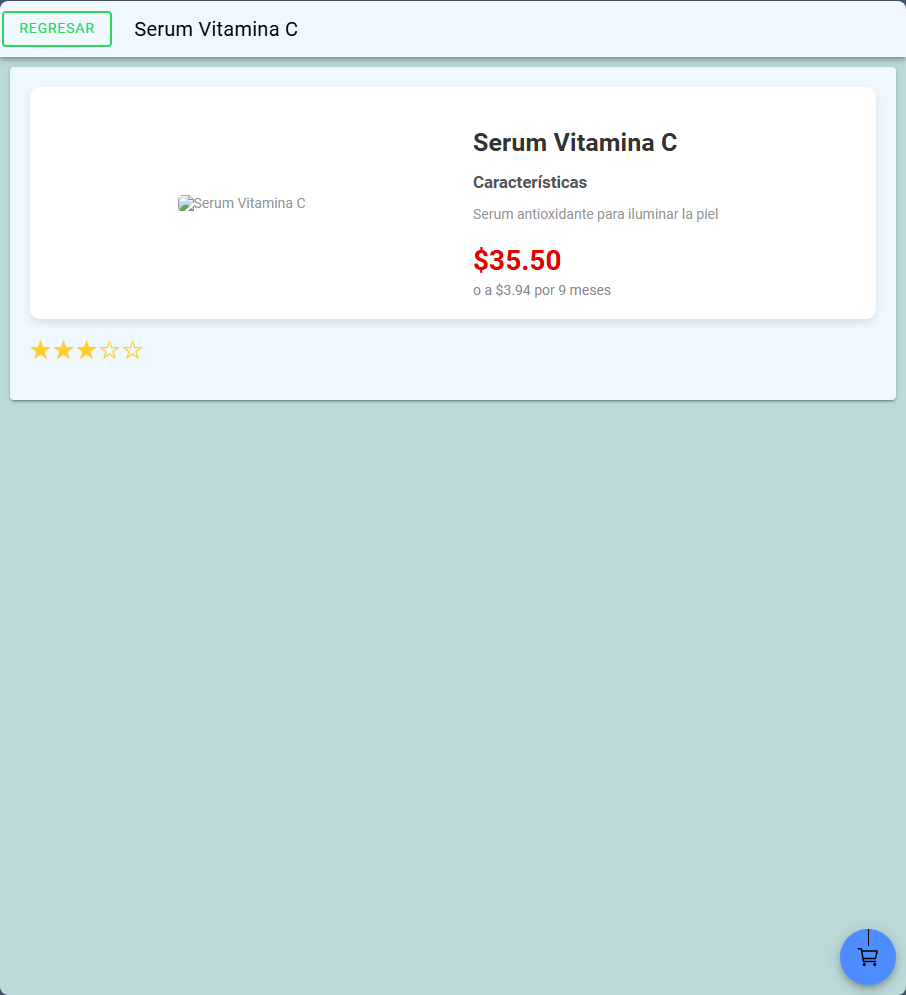 REGRESAR
Serum Vitamina C
Serum Vitamina C
Serum Vitamina C
Características
Serum antioxidante para iluminar la piel
$35.50
o a $3.94 por 9 meses
★★★☆☆